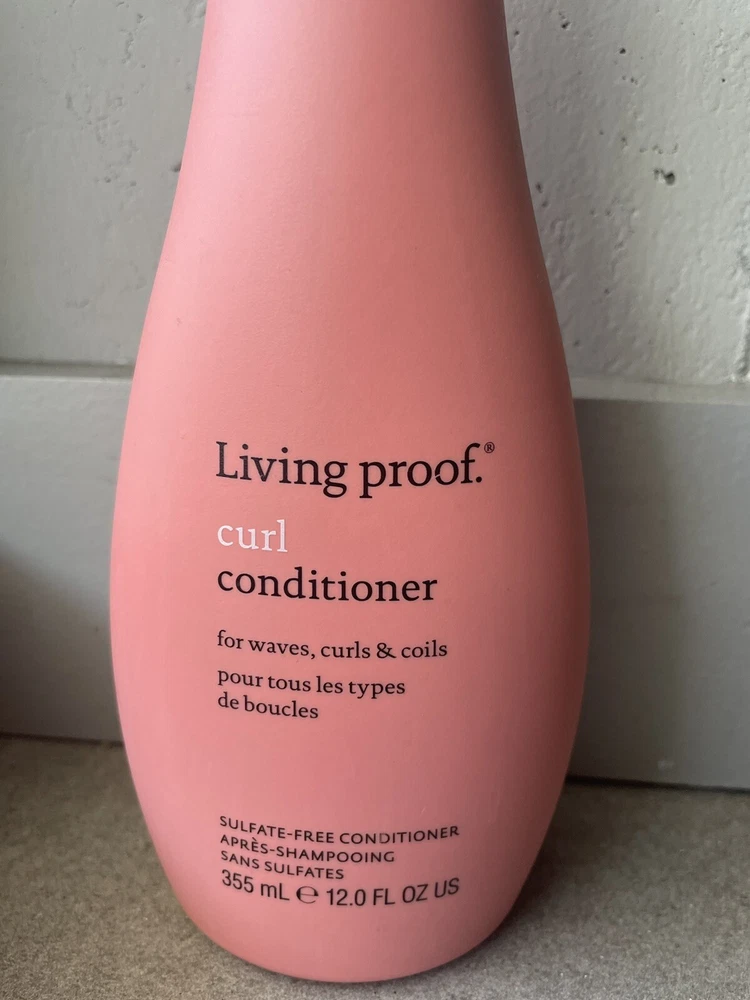 Living proof.®
curl
conditioner
for waves, curls & coils
pour tous les types
de boucles
SULFATE-FREE CONDITIONER
APRÈS-SHAMPOOING
SANS SULFATES
355 mL ℮ 12.0 FL OZ US